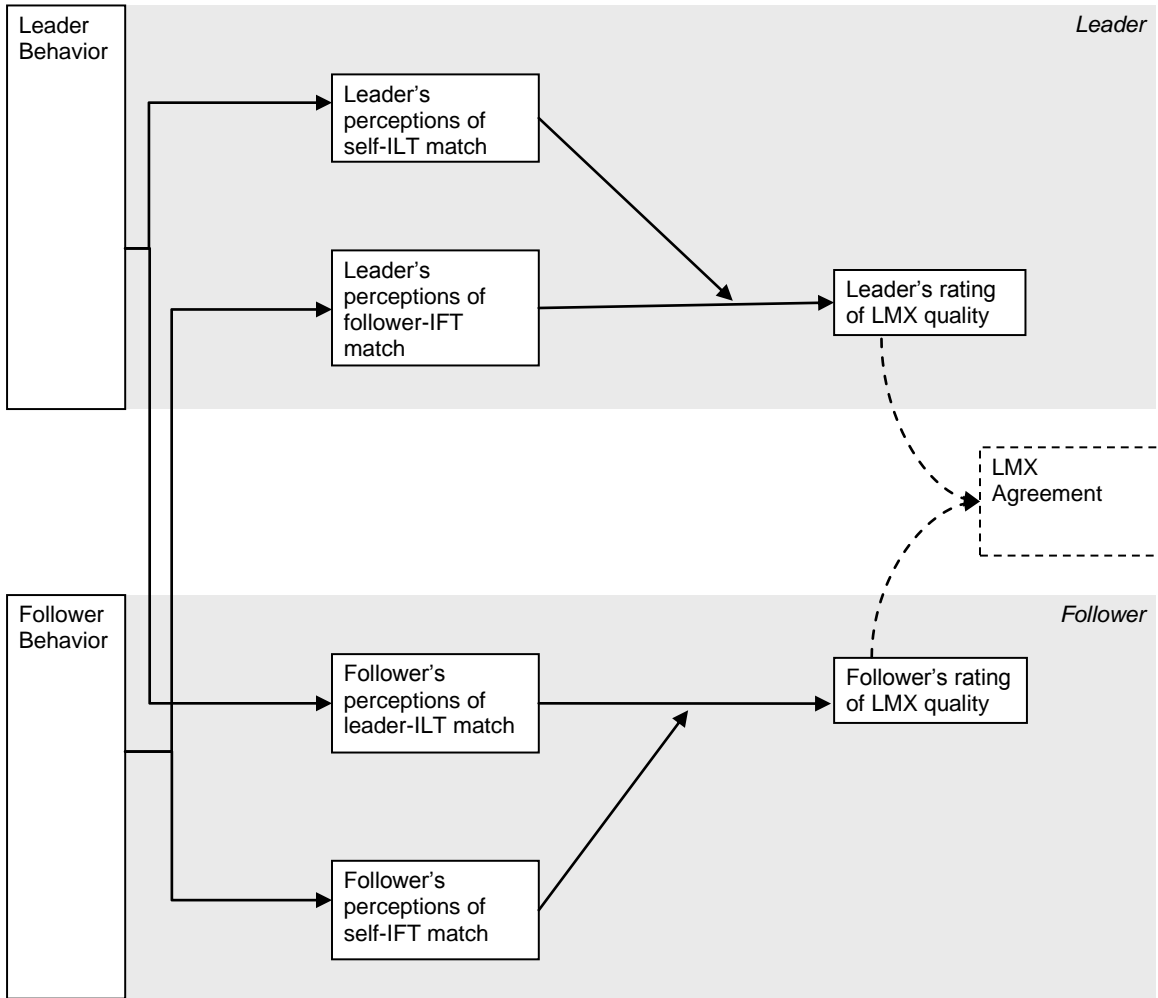 Leader
Behavior
Leader
Leader’s
perceptions of
self-ILT match
Leader’s
perceptions of
follower-IFT
match
Leader’s rating
of LMX quality
LMX
Agreement
Follower
Behavior
Follower
Follower’s
perceptions of
leader-ILT match
Follower’s rating
of LMX quality
Follower’s
perceptions of
self-IFT match